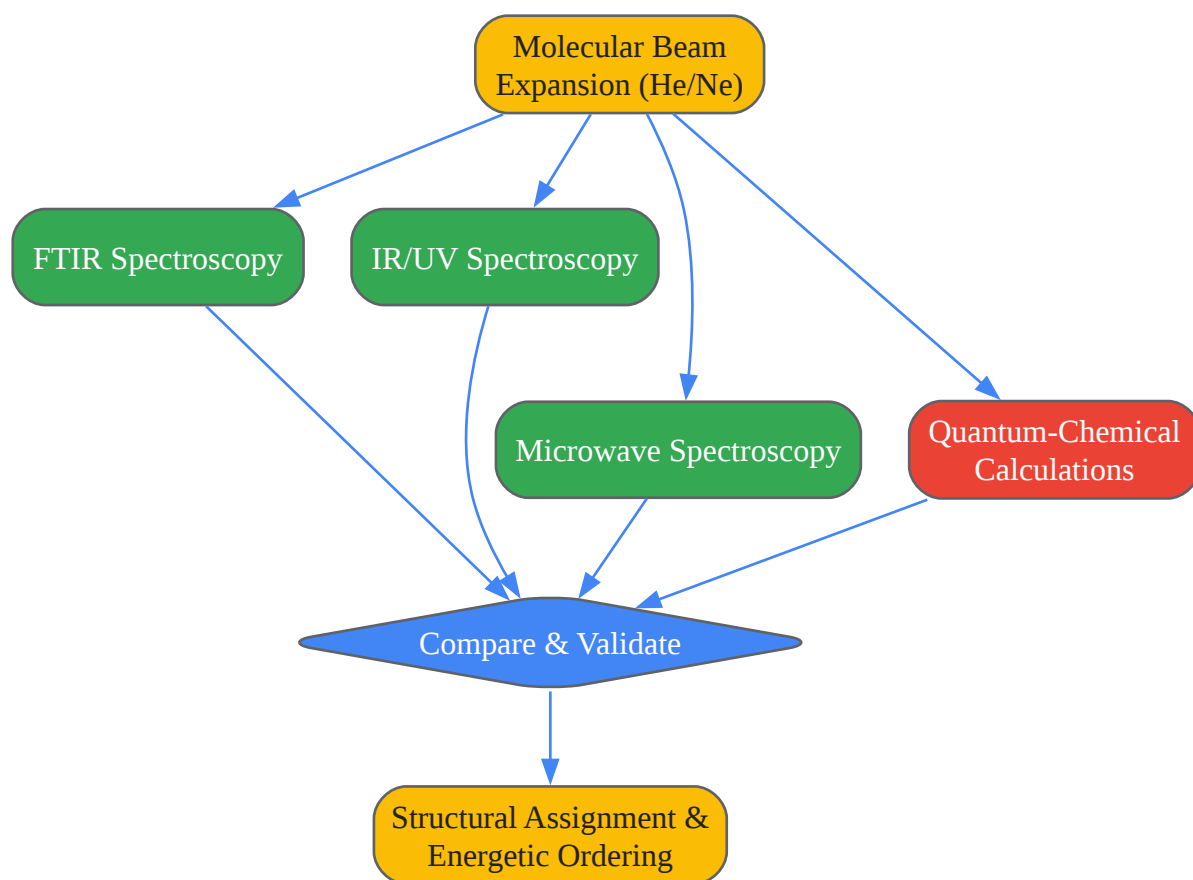 Molecular Beam
Expansion (He/Ne)
FTIR Spectroscopy
IR/UV Spectroscopy
Microwave Spectroscopy
Quantum-Chemical
Calculations
Compare & Validate
Structural Assignment &
Energetic Ordering